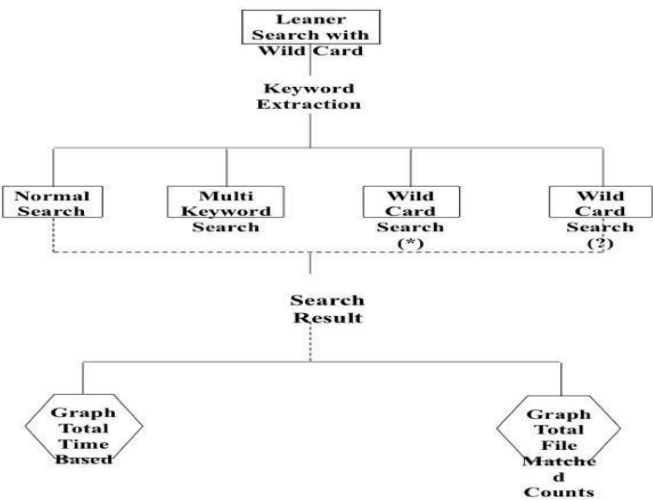 Leaner
Search with
Wild Card
Keyword
Extraction
Normal
Search
Multi
Keyword
Search
Wild
Card
Search
(*)
Wild
Card
Search
(?)
Search
Result
Graph
Total
Time
Based
Graph
Total
File
Matche
d
Counts